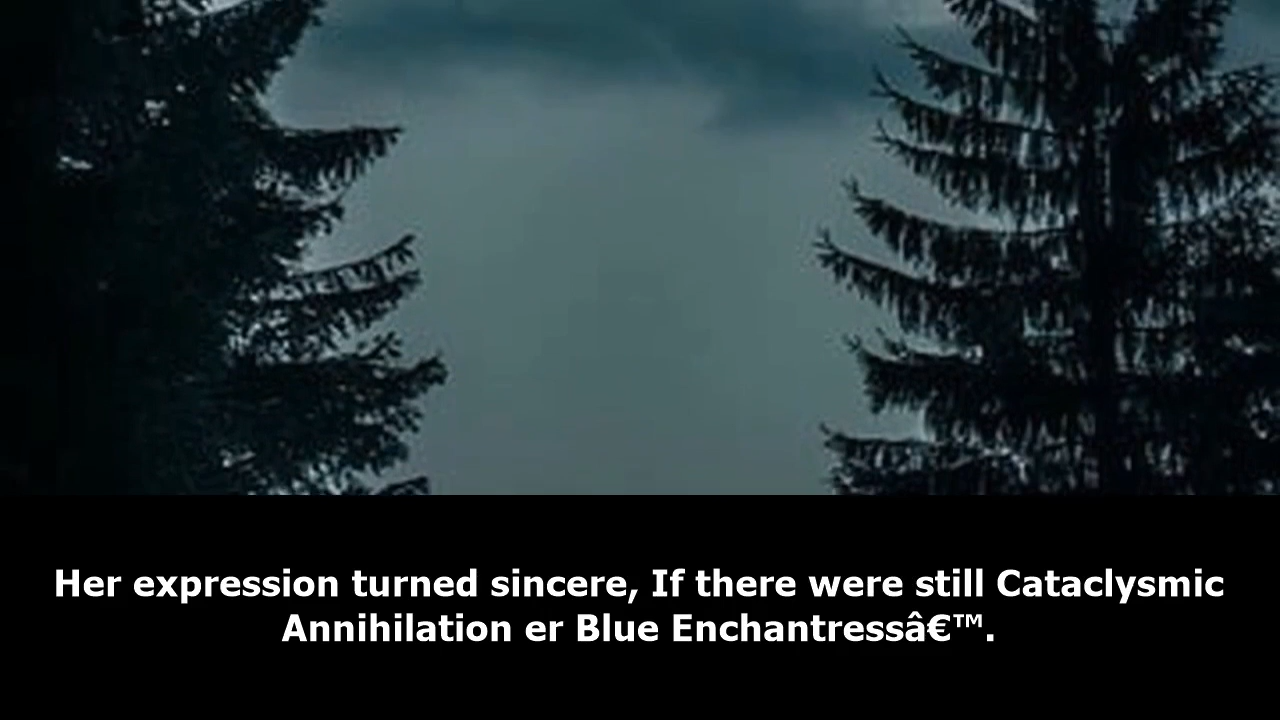 Her expression turned sincere, If there were still Cataclysmic
Annihilation er Blue Enchantressâ€™.